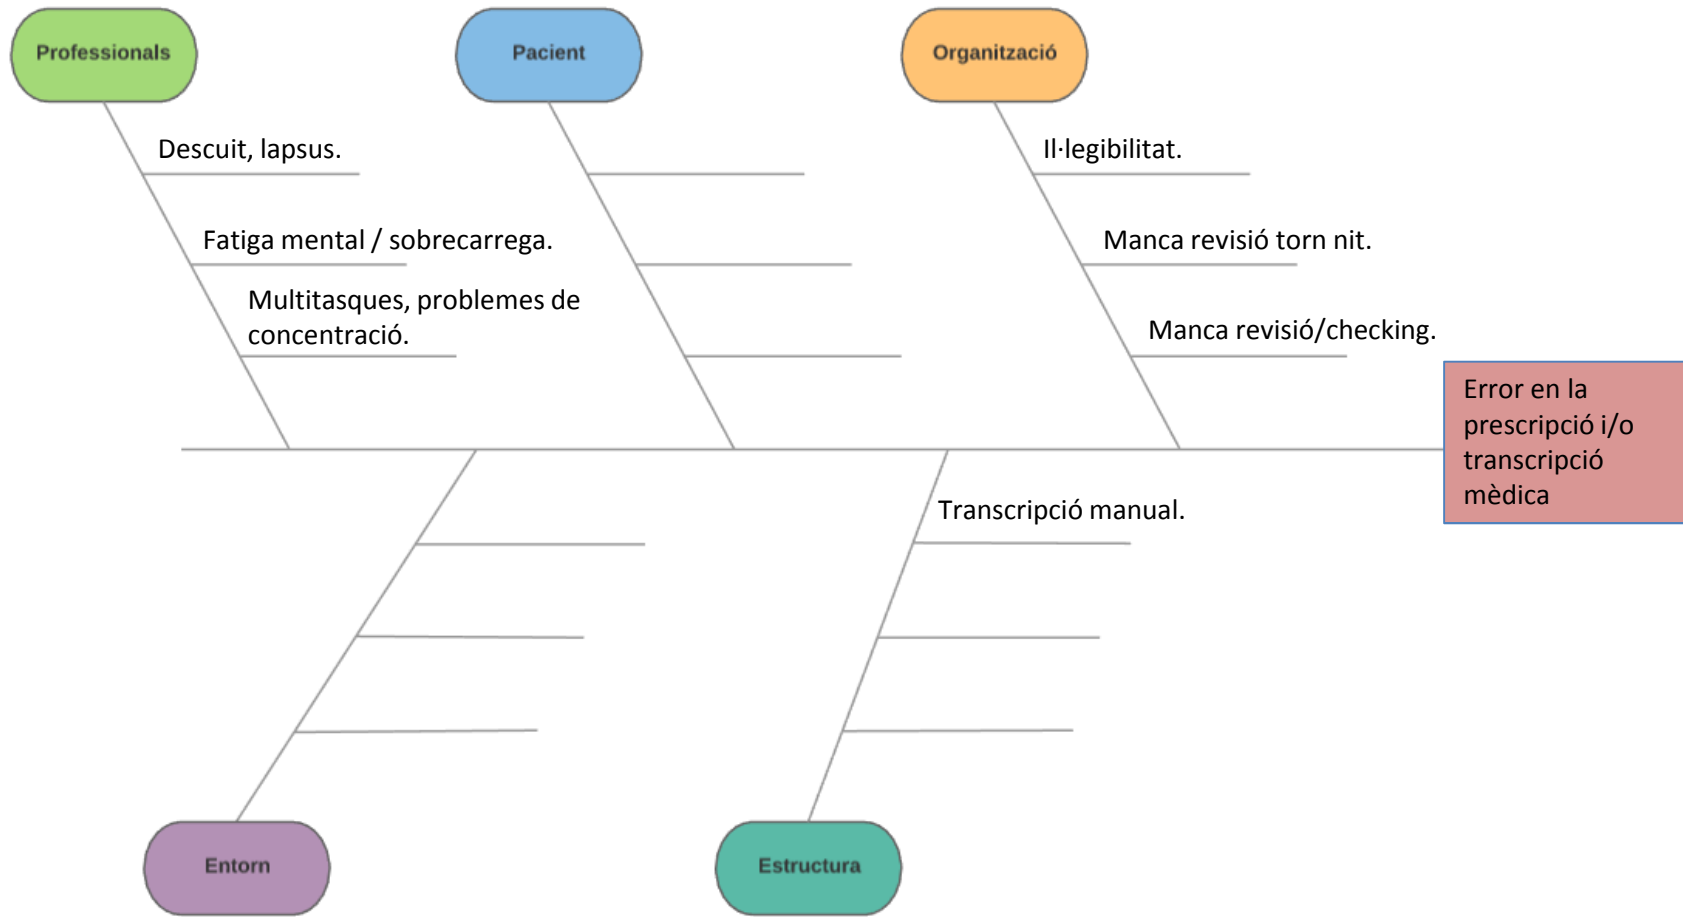 Professionals
Pacient
Organització
Descuit, lapsus.
Il·legibilitat.
Fatiga mental / sobrecarrega.
Manca revisió torn nit.
Multitasques, problemes de
concentració.
Manca revisió/checking.
Error en la
prescripció i/o
transcripció
mèdica
Transcripció manual.
Entorn
Estructura